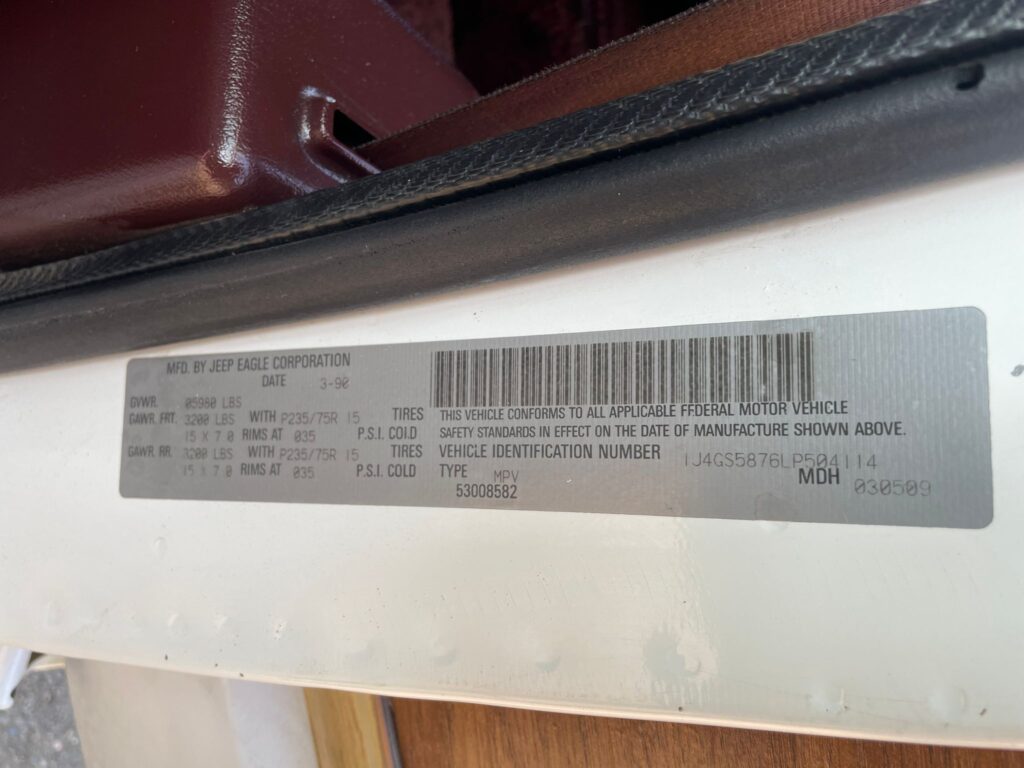 MFD. BY JEEP EAGLE CORPORATION
DATE 3-90
GVWR. 05980 LBS
GAWR. FRT. 3200 LBS WITH P235/75R 15 TIRES
15 X 7.0 RIMS AT 035 P.S.I. COLD
GAWR. RR. 3200 LBS WITH P235/75R 15 TIRES
15 X 7.0 RIMS AT 035 P.S.I. COLD
THIS VEHICLE CONFORMS TO ALL APPLICABLE FEDERAL MOTOR VEHICLE
SAFETY STANDARDS IN EFFECT ON THE DATE OF MANUFACTURE SHOWN ABOVE.
VEHICLE IDENTIFICATION NUMBER 1J4GS5876LP504114
TYPE MPV MDH 030509
53008582